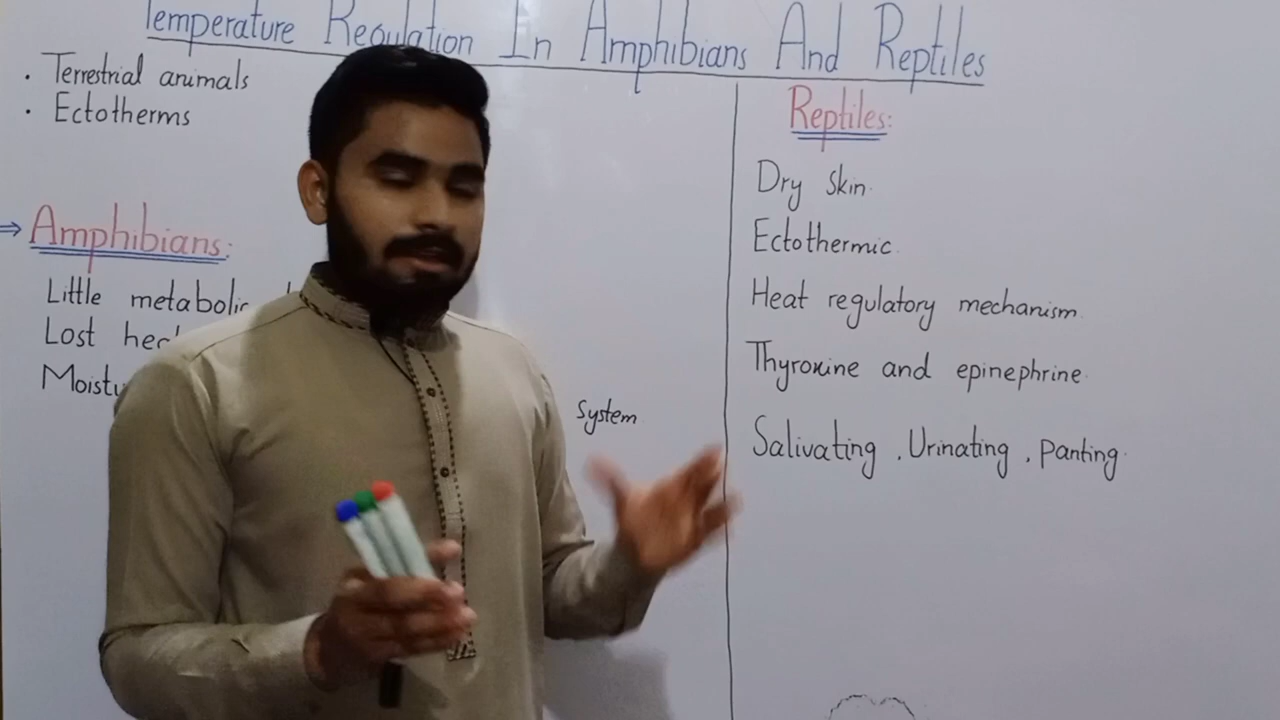 Temperature Regulation In Amphibians And Reptiles
. Terrestrial animals
. Ectotherms
⇒ Amphibians:
Little metabolic
Lost
System
Reptiles:
Dry Skin.
Ectothermic.
Heat regulatory mechanism.
Thyroxine and epinephrine.
Salivating , Urinating , Panting.